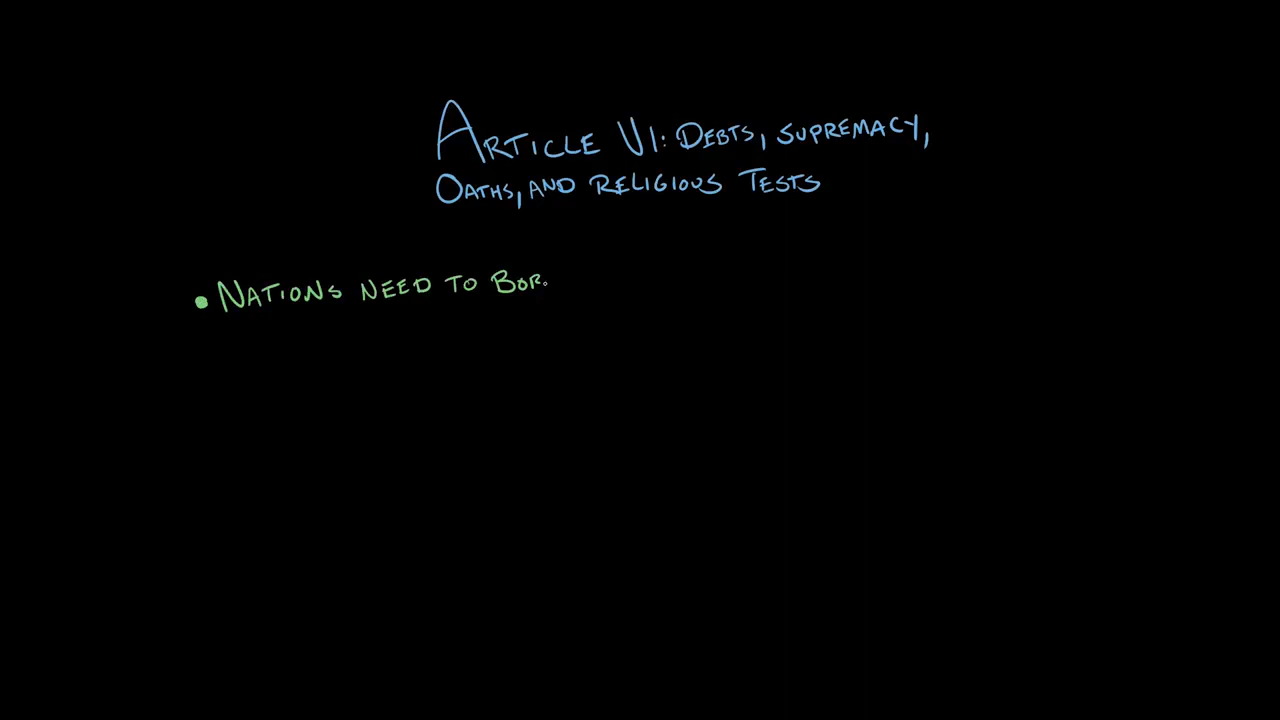 Article VI: Debts, Supremacy,
Oaths, and Religious Tests
• Nations need to Bor